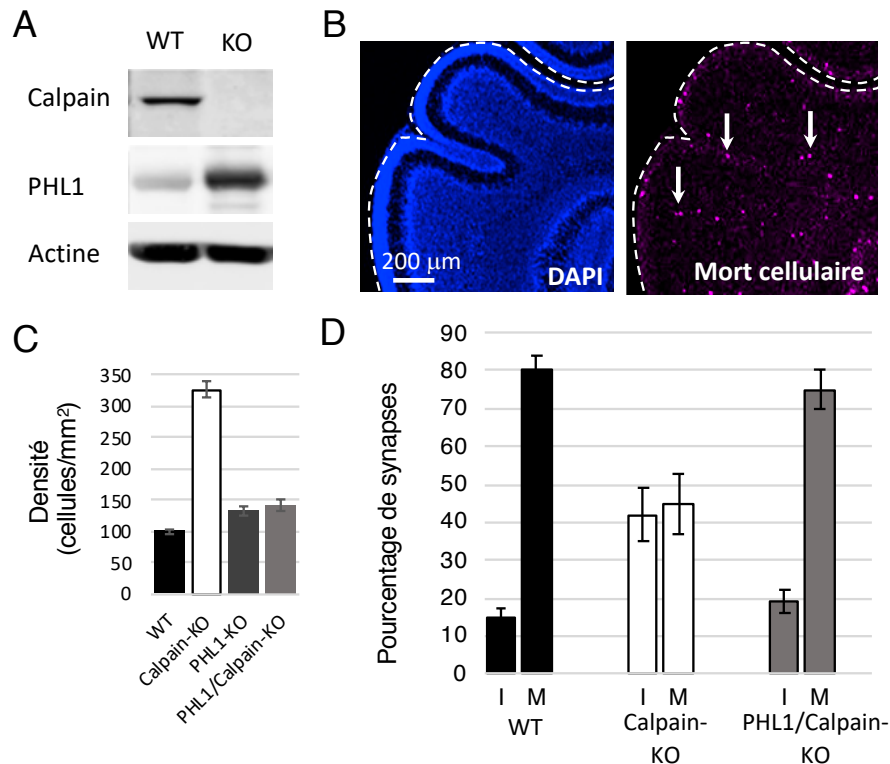 A
WT KO
Calpain
PHL1
Actine
B
200 μm
DAPI
Mort cellulaire
C
Densité
(cellules/mm²)
350
300
250
200
150
100
50
0
WT
Calpain-KO
PHL1-KO
PHL1/Calpain-KO
D
Pourcentage de synapses
90
80
70
60
50
40
30
20
10
0
I M I M I M
WT Calpain- PHL1/Calpain-
KO KO